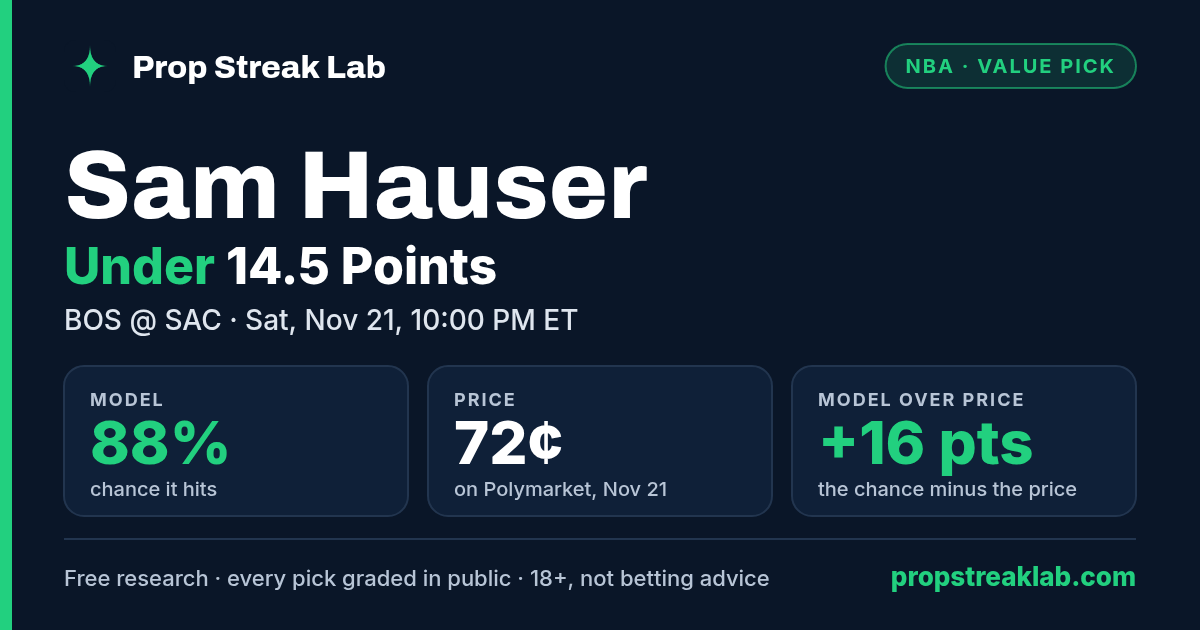 Prop Streak Lab
NBA · VALUE PICK
Sam Hauser
Under 14.5 Points
BOS @ SAC · Sat, Nov 21, 10:00 PM ET
MODEL
88%
chance it hits
PRICE
72¢
on Polymarket, Nov 21
MODEL OVER PRICE
+16 pts
the chance minus the price
Free research · every pick graded in public · 18+, not betting advice
propstreaklab.com